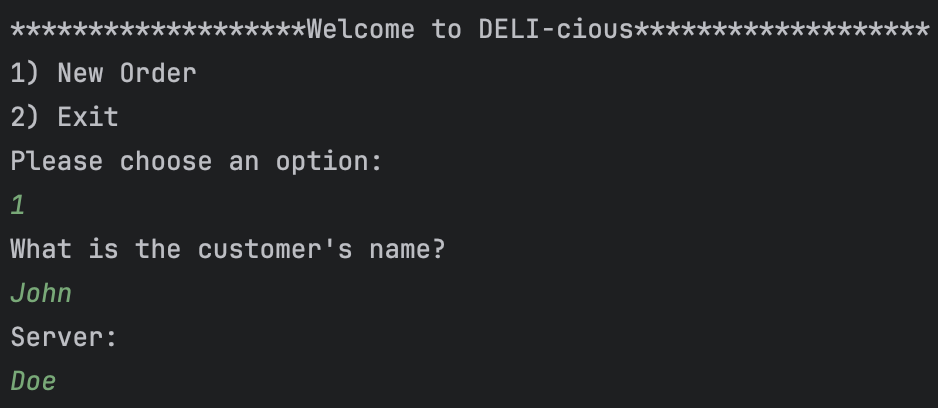 *******************Welcome to DELI-cious*******************
1) New Order
2) Exit
Please choose an option:
1
What is the customer's name?
John
Server:
Doe